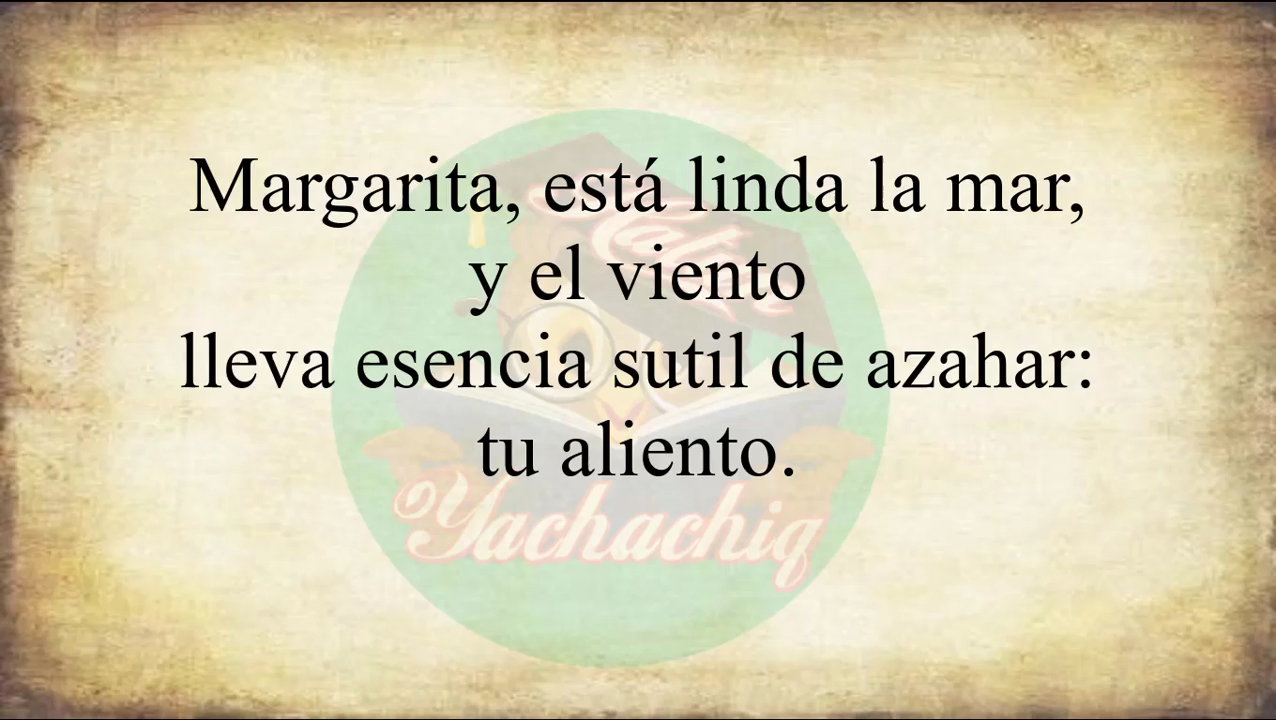 Margarita, está linda la mar,
y el viento
lleva esencia sutil de azahar:
tu aliento.
Yachachiq